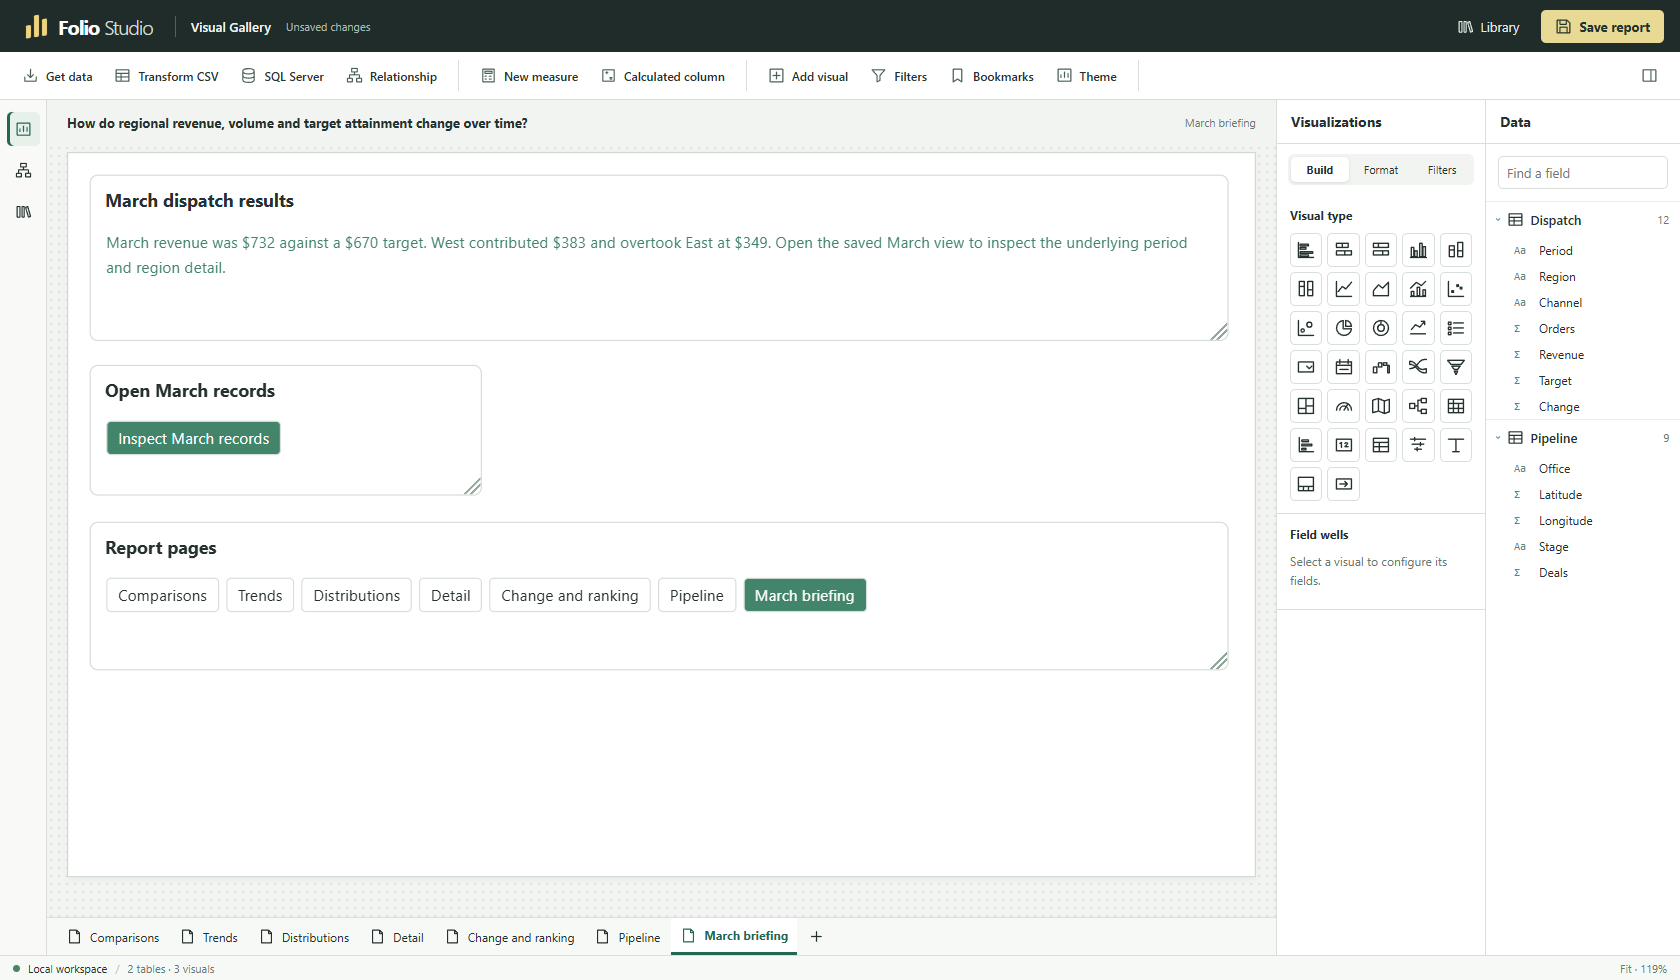 Folio Studio
Visual Gallery
Unsaved changes
Library
Save report
Get data
Transform CSV
SQL Server
Relationship
New measure
Calculated column
Add visual
Filters
Bookmarks
Theme
How do regional revenue, volume and target attainment change over time?
March briefing
March dispatch results
March revenue was $732 against a $670 target. West contributed $383 and overtook East at $349. Open the saved March view to inspect the underlying period
and region detail.
Open March records
Inspect March records
Report pages
Comparisons
Trends
Distributions
Detail
Change and ranking
Pipeline
March briefing
Visualizations
Build
Format
Filters
Visual type
Field wells
Select a visual to configure its
fields.
Data
Find a field
Dispatch 12
Aa Period
Aa Region
Aa Channel
Σ Orders
Σ Revenue
Σ Target
Σ Change
Pipeline 9
Aa Office
Σ Latitude
Σ Longitude
Aa Stage
Σ Deals
Comparisons
Trends
Distributions
Detail
Change and ranking
Pipeline
March briefing
Local workspace / 2 tables · 3 visuals
Fit · 119%